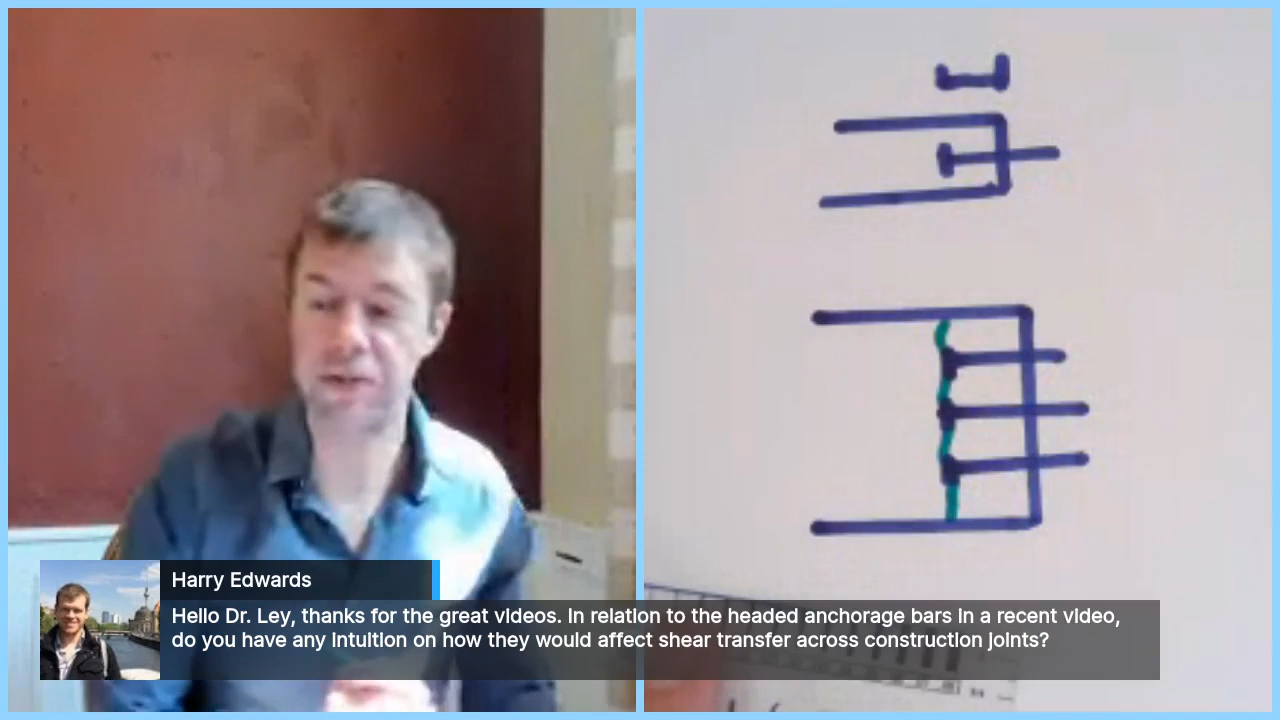 Harry Edwards
Hello Dr. Ley, thanks for the great videos. In relation to the headed anchorage bars in a recent video,
do you have any intuition on how they would affect shear transfer across construction joints?